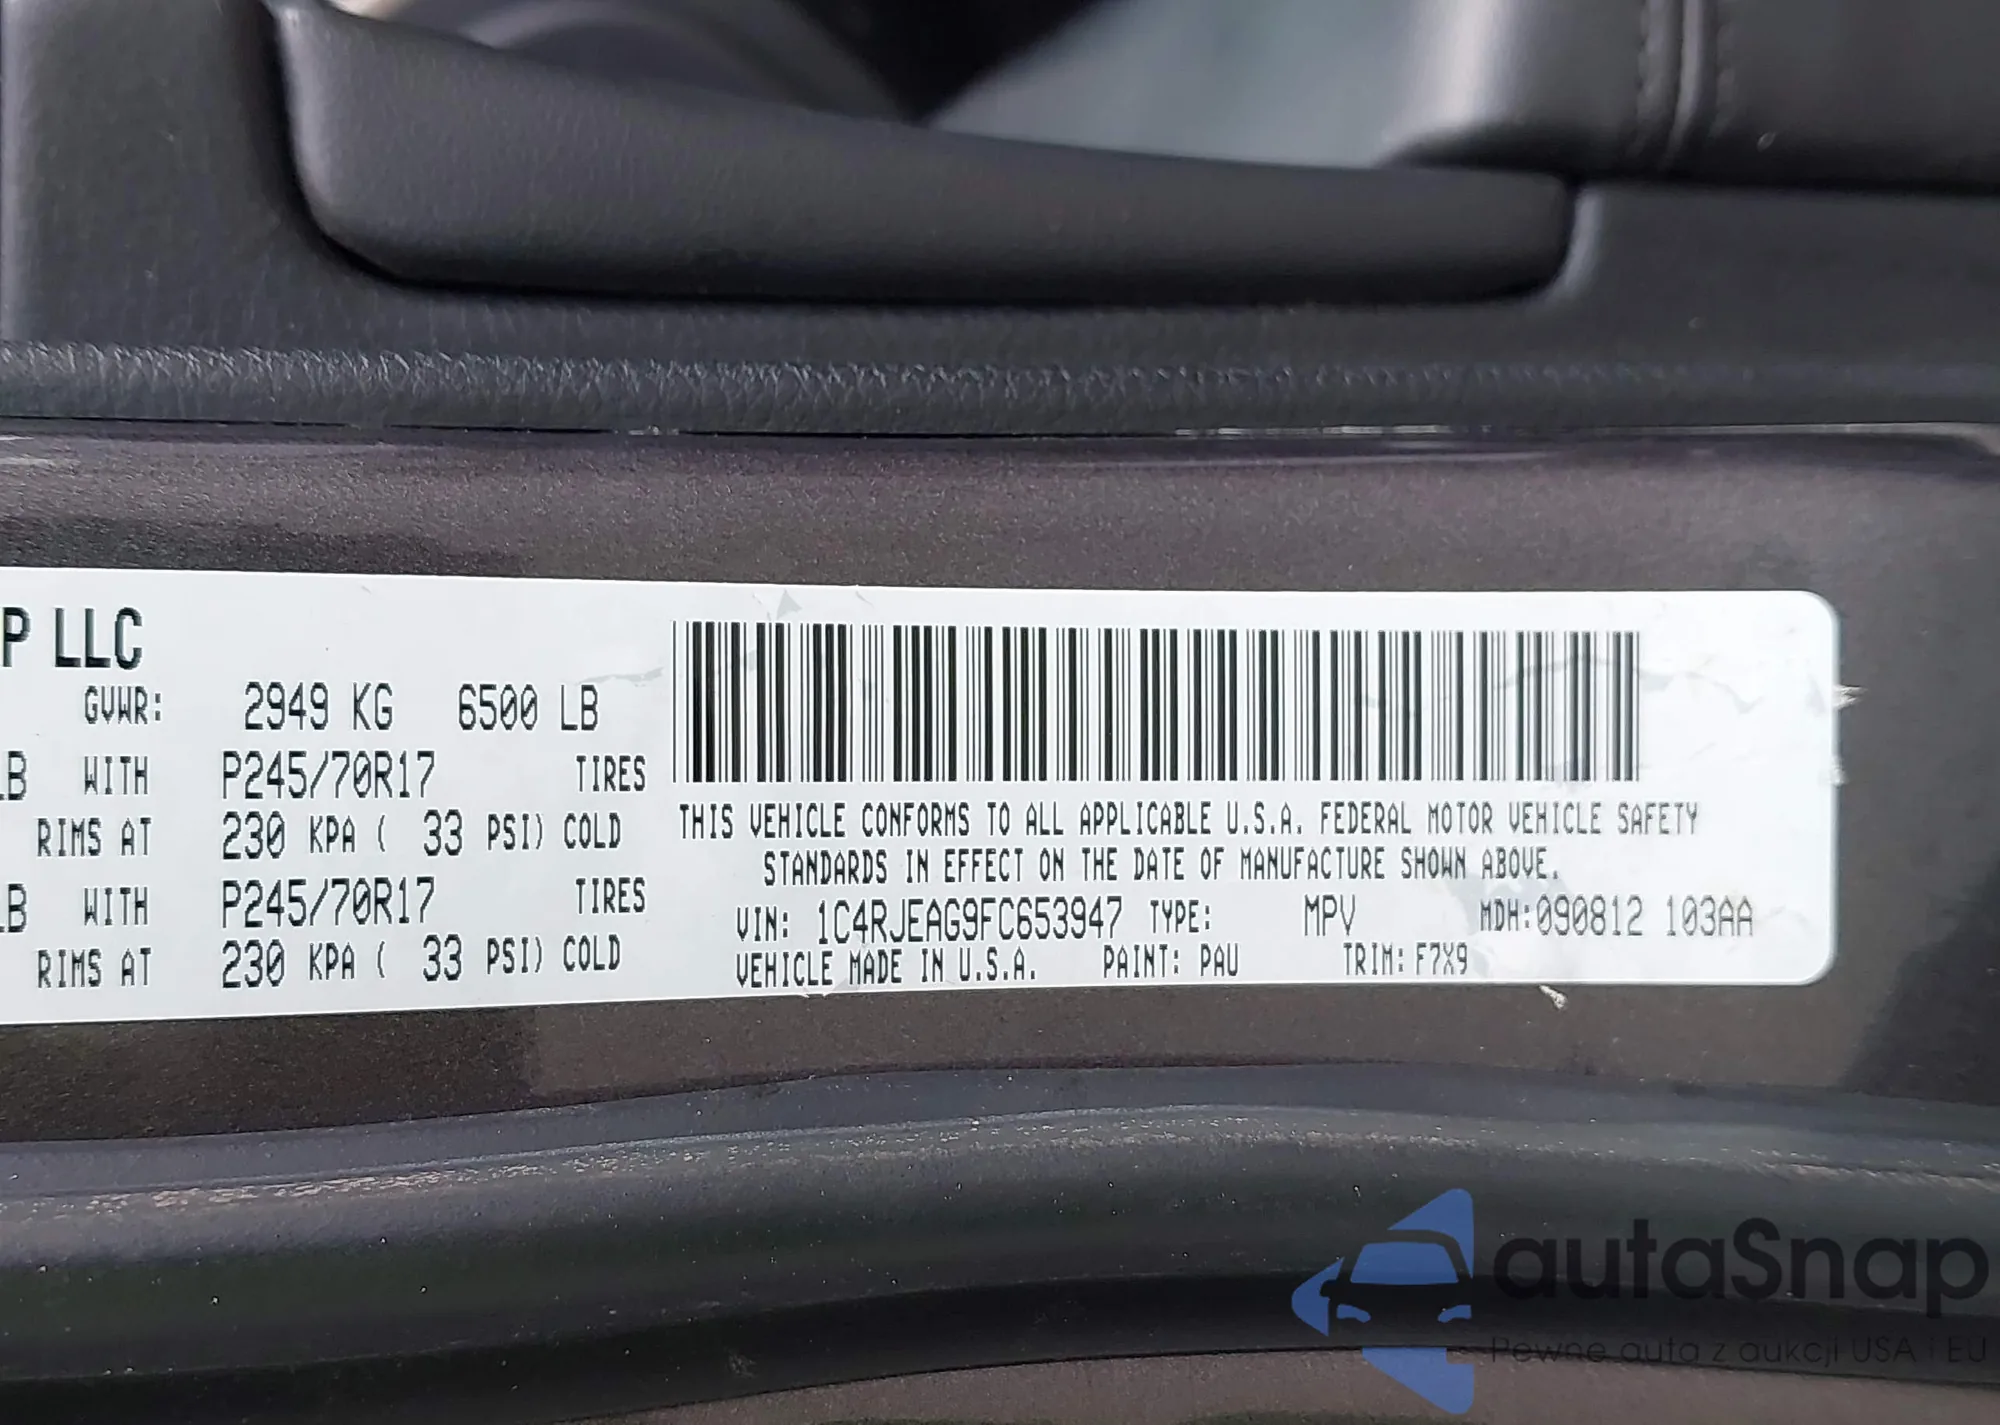 P LLC
GVWR: 2949 KG 6500 LB
LB WITH P245/70R17 TIRES
RIMS AT 230 KPA ( 33 PSI) COLD
LB WITH P245/70R17 TIRES
RIMS AT 230 KPA ( 33 PSI) COLD
THIS VEHICLE CONFORMS TO ALL APPLICABLE U.S.A. FEDERAL MOTOR VEHICLE SAFETY
STANDARDS IN EFFECT ON THE DATE OF MANUFACTURE SHOWN ABOVE.
VIN: 1C4RJEAG9FC653947 TYPE: MPV MDH:090812 103AA
VEHICLE MADE IN U.S.A. PAINT: PAU TRIM: F7X9
autaSnap
Pewne auta z aukcji USA i EU